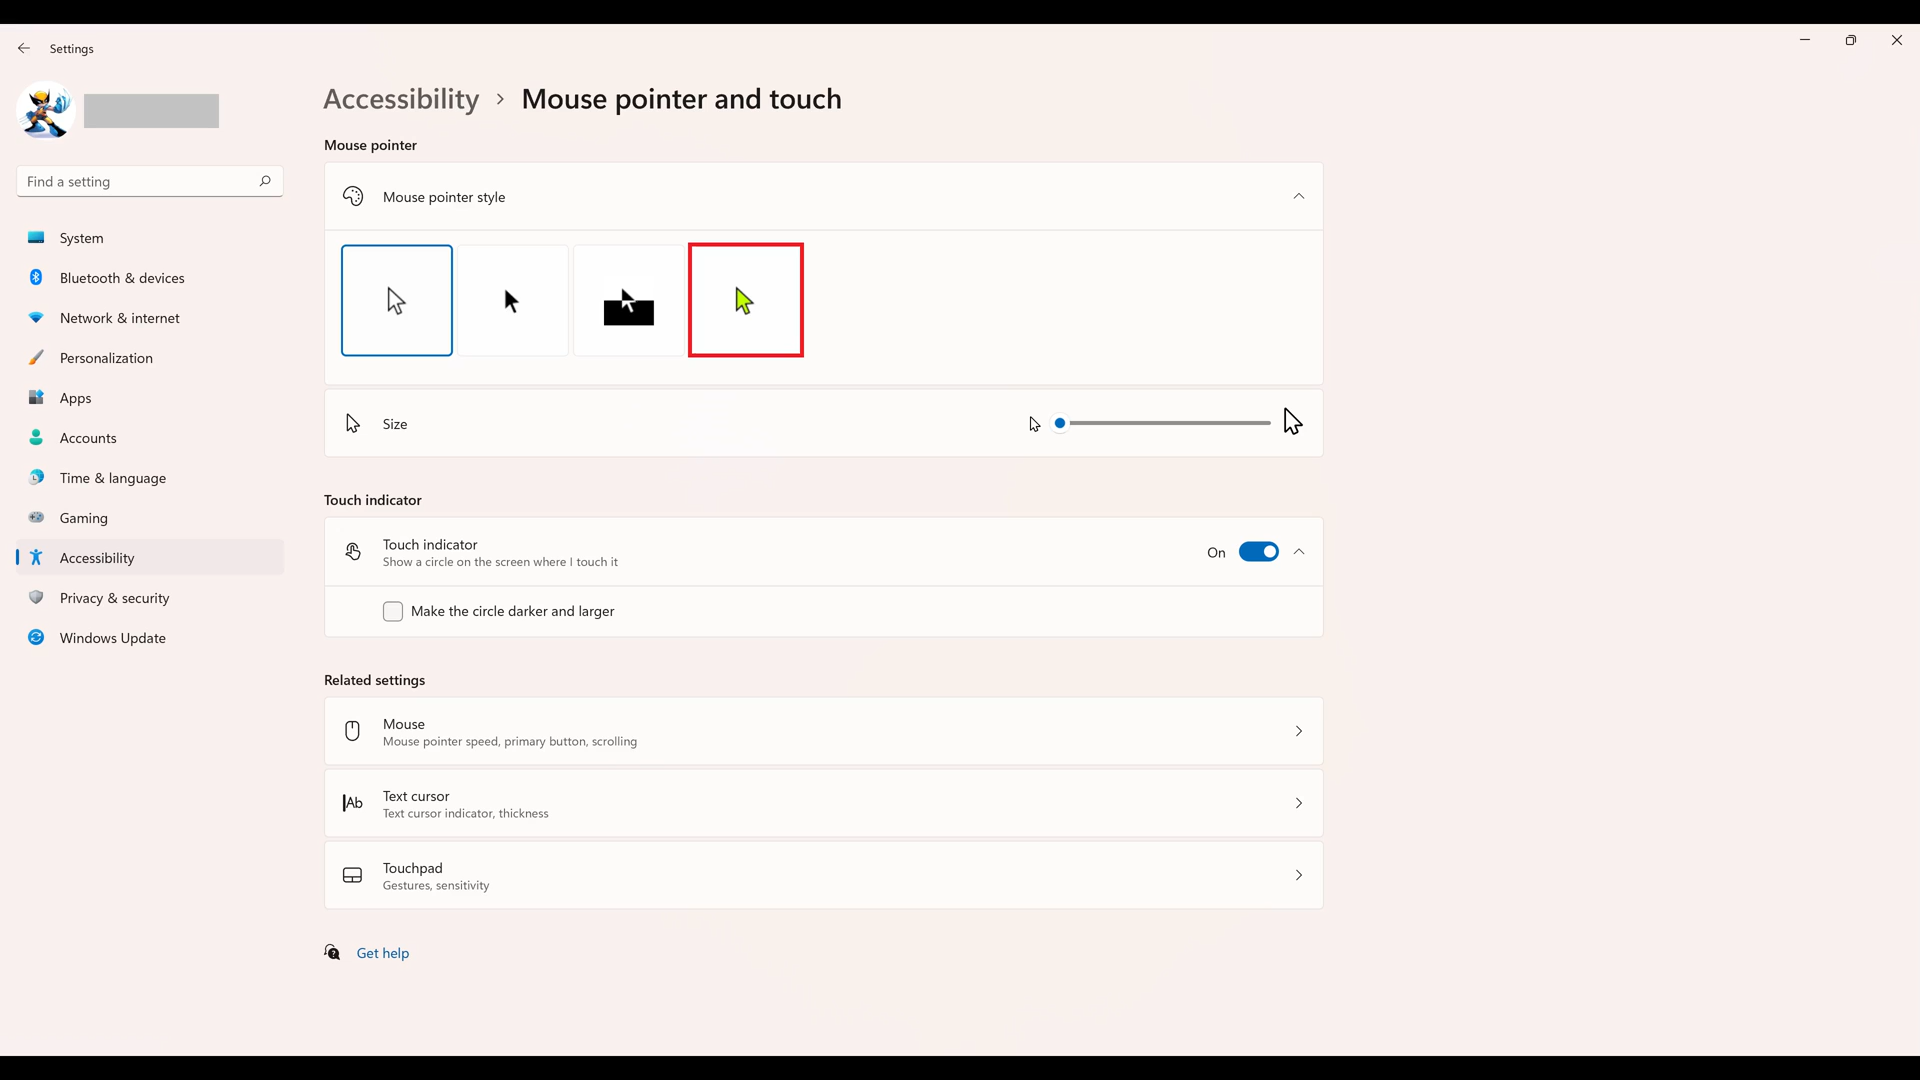 Settings
Find a setting
System
Bluetooth & devices
Network & internet
Personalization
Apps
Accounts
Time & language
Gaming
Accessibility
Privacy & security
Windows Update
Accessibility > Mouse pointer and touch
Mouse pointer
Mouse pointer style
Size
Touch indicator
Touch indicator
Show a circle on the screen where I touch it
On
Make the circle darker and larger
Related settings
Mouse
Mouse pointer speed, primary button, scrolling
Ab
Text cursor
Text cursor indicator, thickness
Touchpad
Gestures, sensitivity
Get help